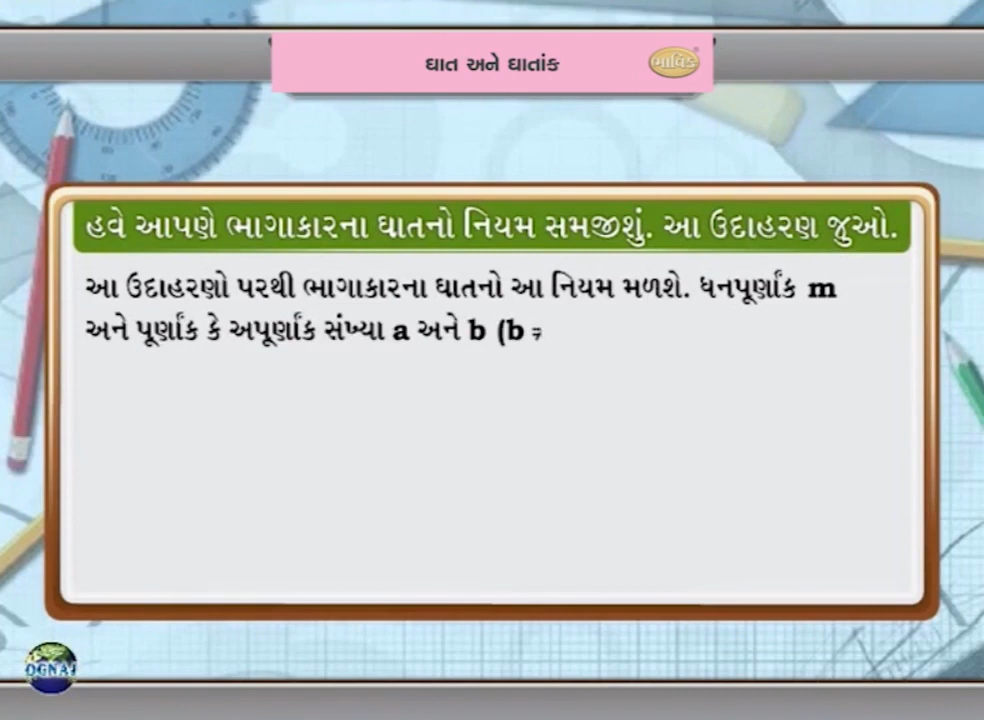 ઘાત અને ઘાતાંક
ભાવિક
હવે આપણે ભાગાકારના ઘાતનો નિયમ સમજીશું. આ ઉદાહરણ જુઓ.
આ ઉદાહરણો પરથી ભાગાકારના ઘાતનો આ નિયમ મળશે. ધનપૂર્ણાંક m
અને પૂર્ણાંક કે અપૂર્ણાંક સંખ્યા a અને b (b